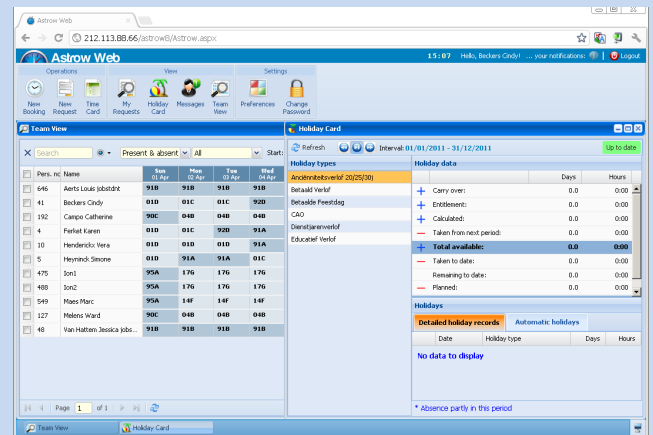 Astrow Web
212.113.88.66/astrowB/Astrow.aspx
Astrow Web
15:07 Hello, Beckers Cindy! ... your notifications: Logout
Operations View Settings
New Booking New Request Time Card My Requests Holiday Card Messages Team View Preferences Change Password
Team View
Search Present & absent All Start:
Pers. nc Name Sun 01 Apr Mon 02 Apr Tue 03 Apr Wed 04 Apr
646 Aerts Louis jobstdnt 91B 91B 91B 91B
41 Beckers Cindy 01D 01C 01C 92D
192 Campo Catherine 90C 04B 04B 04B
4 Ferket Karen 01D 01C 92D 91A
10 Henderickx Vera 01D 01D 01D 91A
5 Heyninck Simone 01D 91A 91A 01C
475 Ion1 95A 17G 17G 17G
488 Ion2 95A 17G 17G 17G
549 Maes Marc 95A 14F 14F 14F
127 Melens Ward 90C 04B 04B 04B
48 Van Hattem Jessica jobs... 91B 91B 91B 91B
Page 1 of 1
Holiday Card
Refresh Interval: 01/01/2011 - 31/12/2011 Up to date
Holiday types
Anciënniteitsverlof 20/25/30j
Betaald Verlof
Betaalde Feestdag
CAO
Dienstjarenverlof
Educatief Verlof
Holiday data
Days Hours
Carry over: 0.0 0:00
Entitlement: 0.0 0:00
Calculated: 0.0 0:00
Taken from next period: 0.0 0:00
Total available: 0.0 0:00
Taken to date: 0.0 0:00
Remaining to date: 0.0 0:00
Planned: 0.0 0:00
Holidays
Detailed holiday records Automatic holidays
Date Holiday type Days Hours
No data to display
* Absence partly in this period
Team View Holiday Card